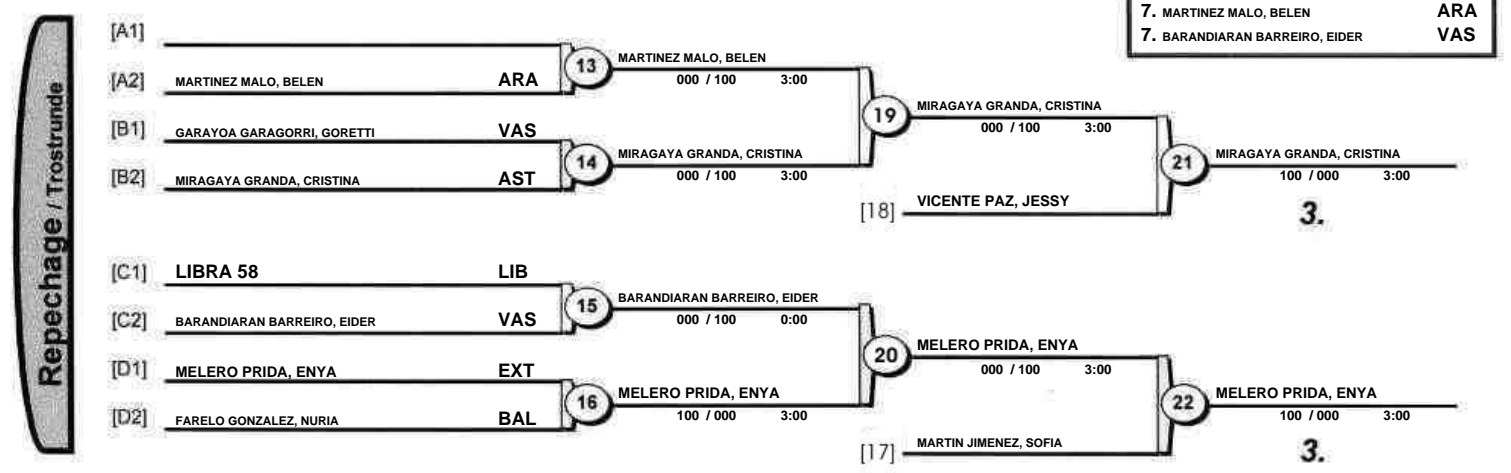 7. MARTINEZ MALO, BELEN ARA
7. BARANDIARAN BARREIRO, EIDER VAS
Repechage / Trostrunde
[A1]
[A2] MARTINEZ MALO, BELEN ARA
13 MARTINEZ MALO, BELEN
000 / 100 3:00
[B1] GARAYOA GARAGORRI, GORETTI VAS
[B2] MIRAGAYA GRANDA, CRISTINA AST
14 MIRAGAYA GRANDA, CRISTINA
000 / 100 3:00
19 MIRAGAYA GRANDA, CRISTINA
000 / 100 3:00
[18] VICENTE PAZ, JESSY
21 MIRAGAYA GRANDA, CRISTINA
100 / 000 3:00
3.
[C1] LIBRA 58 LIB
[C2] BARANDIARAN BARREIRO, EIDER VAS
15 BARANDIARAN BARREIRO, EIDER
000 / 100 0:00
[D1] MELERO PRIDA, ENYA EXT
[D2] FARELO GONZALEZ, NURIA BAL
16 MELERO PRIDA, ENYA
100 / 000 3:00
20 MELERO PRIDA, ENYA
000 / 100 3:00
[17] MARTIN JIMENEZ, SOFIA
22 MELERO PRIDA, ENYA
100 / 000 3:00
3.